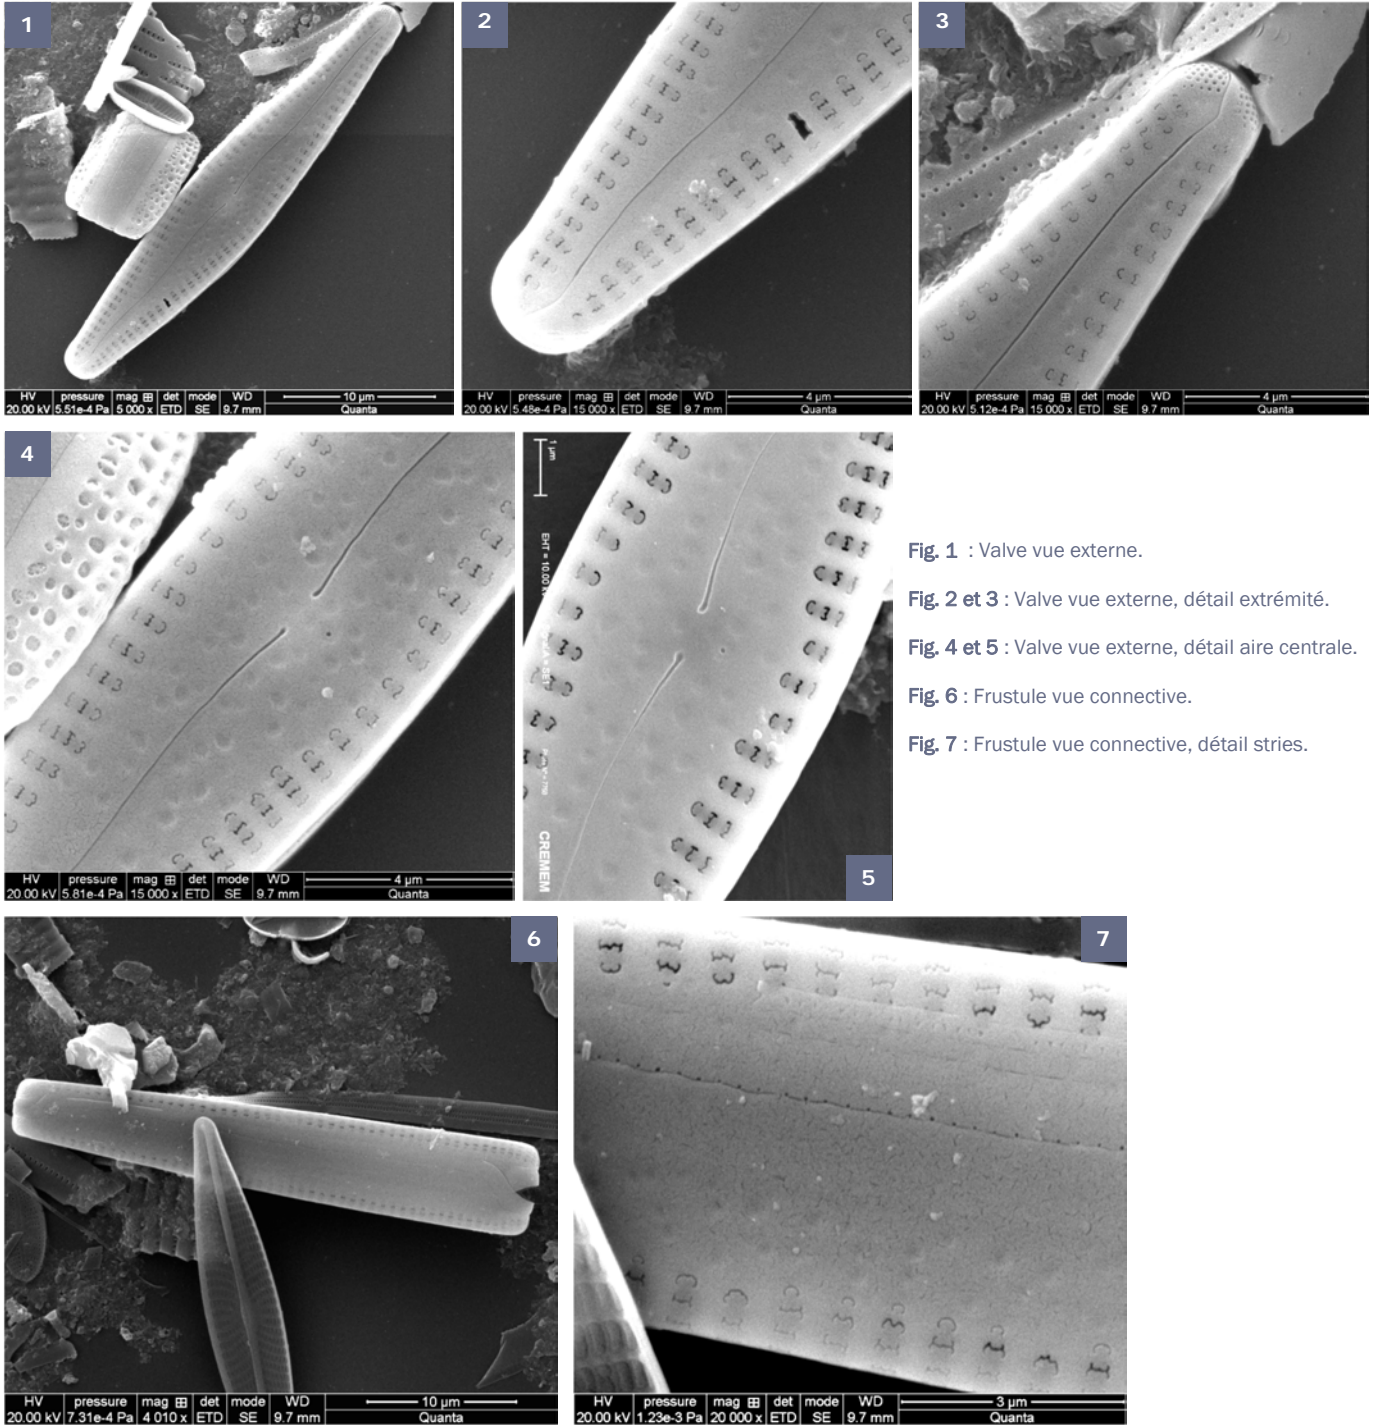 1
HV pressure mag ⊞ det mode WD 10 µm
20.00 kV 5.51e-4 Pa 5 000 x ETD SE 9.7 mm Quanta
2
HV pressure mag ⊞ det mode WD 4 µm
20.00 kV 5.48e-4 Pa 15 000 x ETD SE 9.7 mm Quanta
3
HV pressure mag ⊞ det mode WD 4 µm
20.00 kV 5.12e-4 Pa 15 000 x ETD SE 9.7 mm Quanta
4
HV pressure mag ⊞ det mode WD 4 µm
20.00 kV 5.81e-4 Pa 15 000 x ETD SE 9.7 mm Quanta
1 µm
EHT = 10.00
CREMEM
5
Fig. 1 : Valve vue externe.
Fig. 2 et 3 : Valve vue externe, détail extrémité.
Fig. 4 et 5 : Valve vue externe, détail aire centrale.
Fig. 6 : Frustule vue connective.
Fig. 7 : Frustule vue connective, détail stries.
6
HV pressure mag ⊞ det mode WD 10 µm
20.00 kV 7.31e-4 Pa 4 010 x ETD SE 9.7 mm Quanta
7
HV pressure mag ⊞ det mode WD 3 µm
20.00 kV 1.23e-3 Pa 20 000 x ETD SE 9.7 mm Quanta